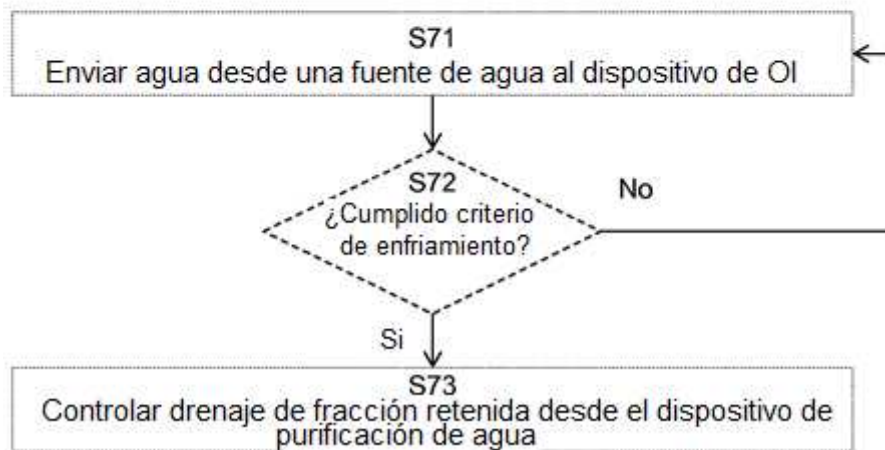 S71
Enviar agua desde una fuente de agua al dispositivo de OI
S72
¿Cumplido criterio
de enfriamiento?
No
Si
S73
Controlar drenaje de fracción retenida desde el dispositivo de
purificación de agua